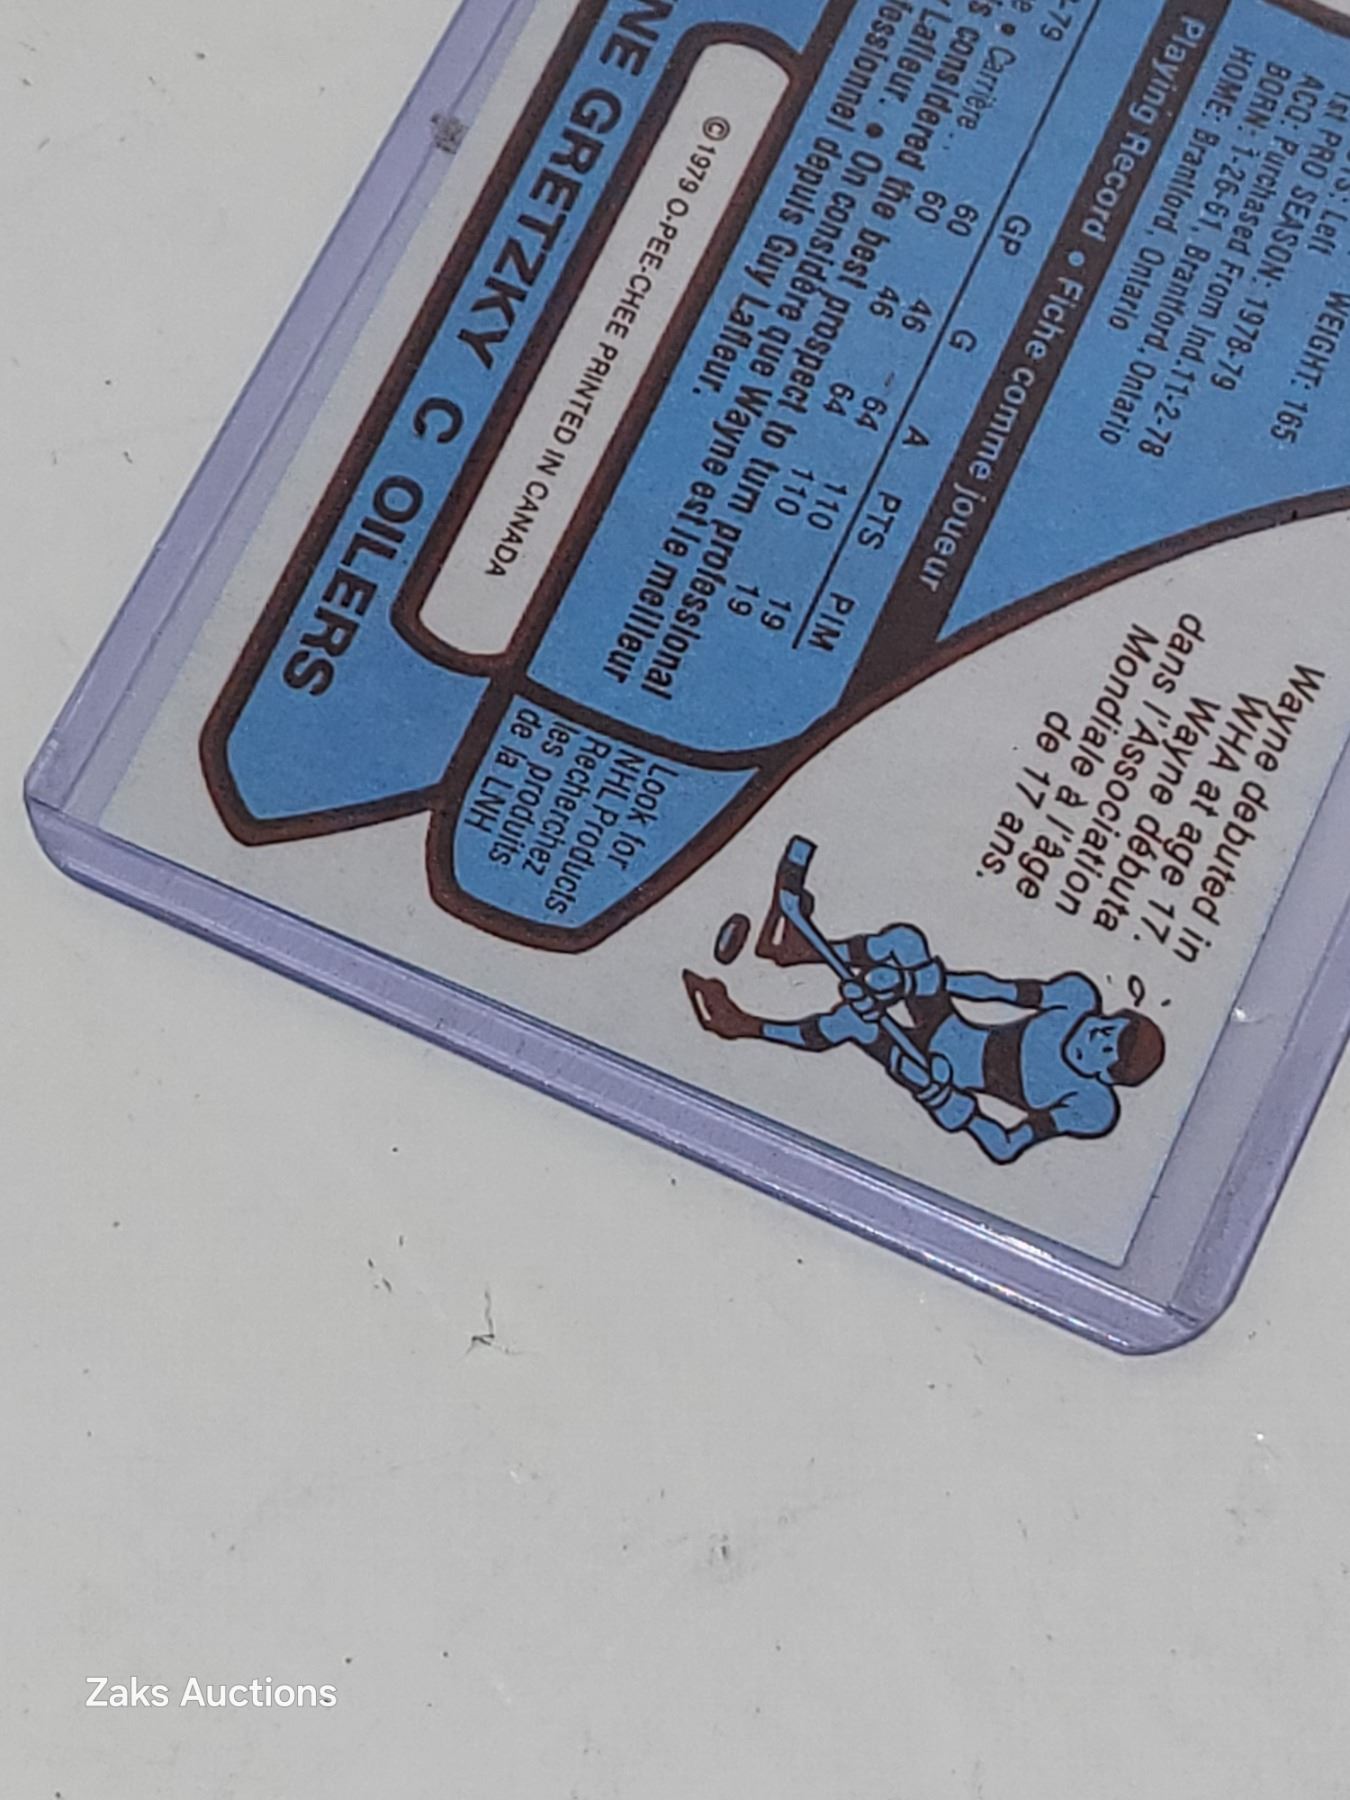 WEIGHT: 165
1st PRO SEASON: 1978-79
ACQ: Purchased From Ind. 11-2-78
BORN: 1-26-61, Brantford, Ontario
HOME: Brantford, Ontario
Playing Record • Fiche comme joueur
GP G A PTS PIM
-79 60 46 64 110 19
• Carrière 60 46 64 110 19
considered the best prospect to turn professional
Lafleur. • On considère que Wayne est le meilleur
depuis Guy Lafleur.
©1979 O-PEE-CHEE PRINTED IN CANADA
NE GRETZKY C OILERS
Look for
NHL Products
Recherchez
les produits
de la LNH
Wayne debuted in
WHA at age 17.
Wayne débuta
dans l'Association
Mondiale à l'âge
de 17 ans.
Zaks Auctions